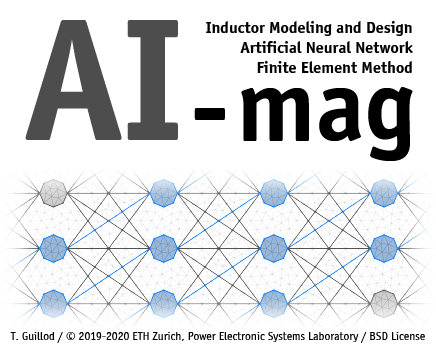 Inductor Modeling and Design
Artificial Neural Network
Finite Element Method
AI-mag
T. Guillod / © 2019-2020 ETH Zurich, Power Electronic Systems Laboratory / BSD License